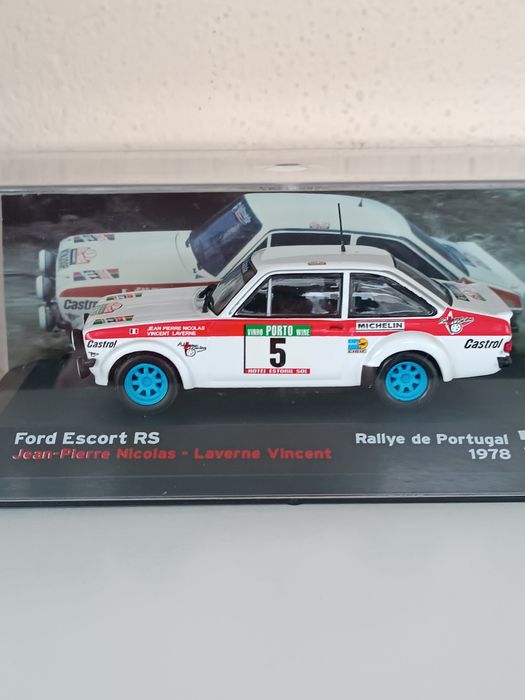 Castrol
JEAN PIERRE NICOLAS
VINCENT LAVERNE
VINHO PORTO WINE
5
HOTEL ESTORIL SOL
MICHELIN
Castrol
Castrol
Ford Escort RS
Jean-Pierre Nicolas - Laverne Vincent
Rallye de Portugal
1978